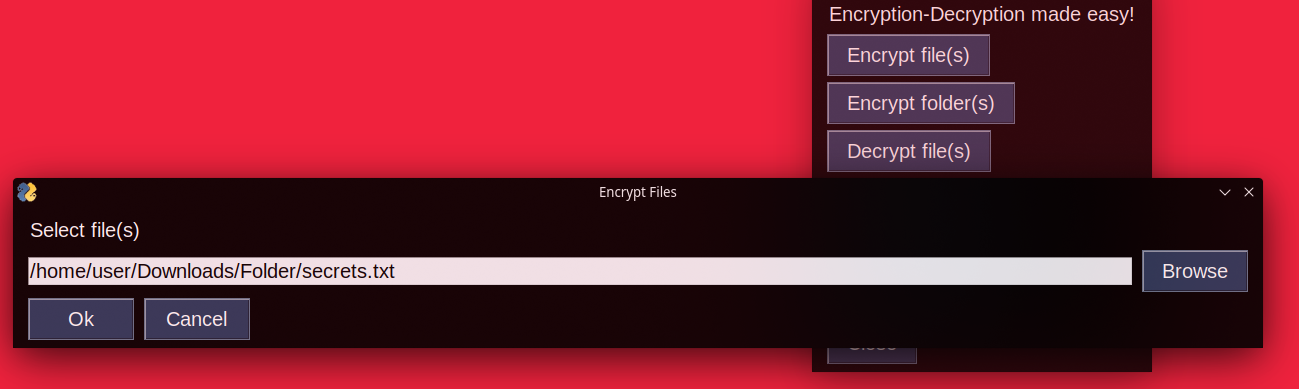 Encryption-Decryption made easy!
Encrypt file(s)
Encrypt folder(s)
Decrypt file(s)
Encrypt Files
Select file(s)
/home/user/Downloads/Folder/secrets.txt
Browse
Ok Cancel